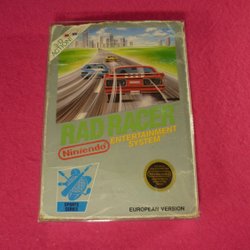 RAD RACER
Nintendo
ENTERTAINMENT
SYSTEM
SPORTS
SERIES
EUROPEAN VERSION